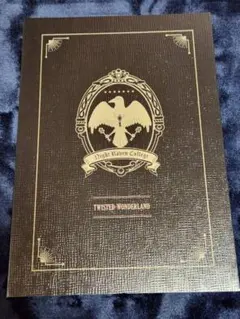 Night Raven College
TWISTED-WONDERLAND